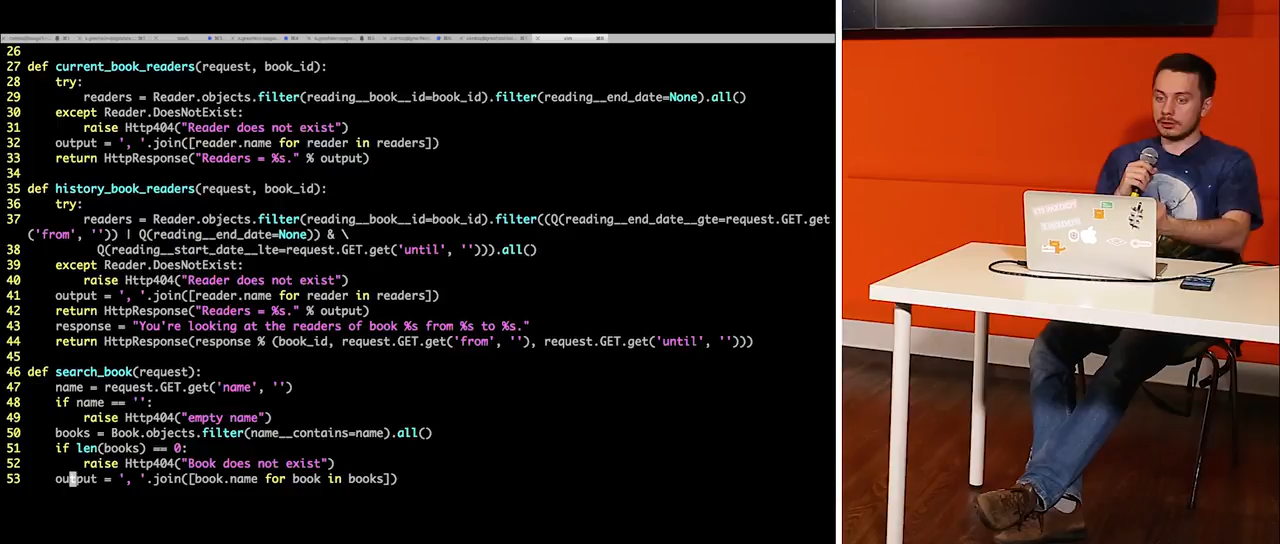 26
27 def current_book_readers(request, book_id):
28     try:
29         readers = Reader.objects.filter(reading__book__id=book_id).filter(reading__end_date=None).all()
30     except Reader.DoesNotExist:
31         raise Http404("Reader does not exist")
32     output = ', '.join([reader.name for reader in readers])
33     return HttpResponse("Readers = %s." % output)
34
35 def history_book_readers(request, book_id):
36     try:
37         readers = Reader.objects.filter(reading__book__id=book_id).filter((Q(reading__end_date__gte=request.GET.get
('from', '')) | Q(reading__end_date=None)) & \
38           Q(reading__start_date__lte=request.GET.get('until', ''))).all()
39     except Reader.DoesNotExist:
40         raise Http404("Reader does not exist")
41     output = ', '.join([reader.name for reader in readers])
42     return HttpResponse("Readers = %s." % output)
43     response = "You're looking at the readers of book %s from %s to %s."
44     return HttpResponse(response % (book_id, request.GET.get('from', ''), request.GET.get('until', '')))
45
46 def search_book(request):
47     name = request.GET.get('name', '')
48     if name == '':
49         raise Http404("empty name")
50     books = Book.objects.filter(name__contains=name).all()
51     if len(books) == 0:
52         raise Http404("Book does not exist")
53     output = ', '.join([book.name for book in books])